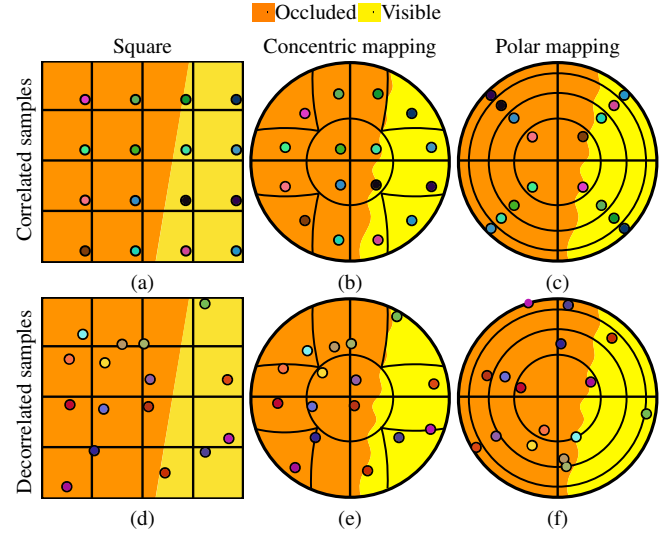 Occluded Visible
Square Concentric mapping Polar mapping
Correlated samples
(a) (b) (c)
Decorrelated samples
(d) (e) (f)